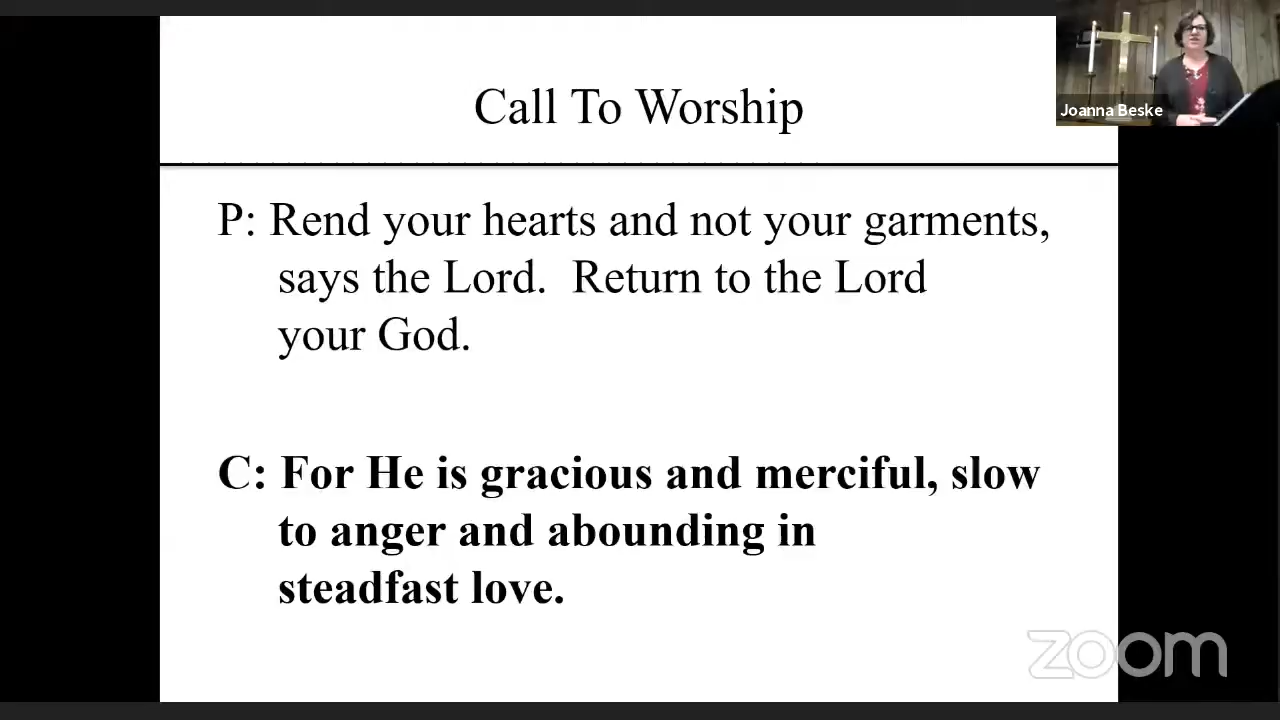 Call To Worship
Joanna Beske
P: Rend your hearts and not your garments,
says the Lord.  Return to the Lord
your God.
C: For He is gracious and merciful, slow
to anger and abounding in
steadfast love.
zoom